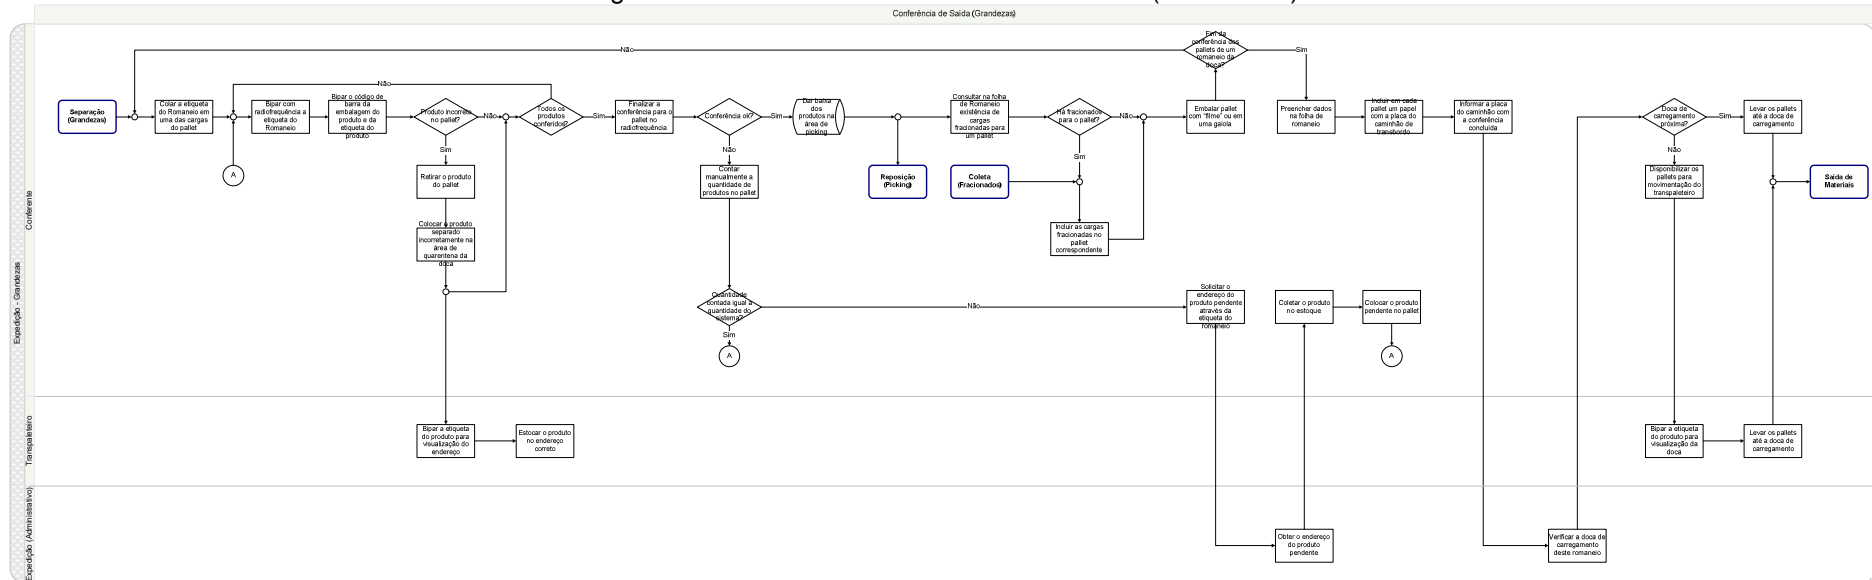 Conferência de Saída (Grandezas)
Expedição - Grandezas
Conferente
Transpaleteiro
Expedição (Administrativo)
Separação
(Grandezas)
Colar a etiqueta
do Romaneio em
uma das cargas
do pallet
A
Bipar com
radiofrequência a
etiqueta do
Romaneio
Não
Bipar o código de
barra da
embalagem do
produto e da
etiqueta do
produto
Produto incorreto
no pallet?
Não
Sim
Retirar o produto
do pallet
Colocar o produto
separado
incorretamente na
área de
quarentena da
doca
Bipar a etiqueta
do produto para
visualização do
endereço
Estocar o produto
no endereço
correto
Todos os
produtos
conferidos?
Sim
Finalizar a
conferência para o
pallet no
radiofrequência
Não
Conferência ok?
Sim
Não
Contar
manualmente a
quantidade de
produtos no pallet
Quantidade
contada igual a
quantidade do
sistema?
Não
Sim
A
Dar baixa
dos
produtos na
área de
picking
Reposição
(Picking)
Consultar na folha
de Romaneio
existência de
cargas
fracionadas para
um pallet
Coleta
(Fracionados)
Há fracionados
para o pallet?
Não
Sim
Incluir as cargas
fracionadas no
pallet
correspondente
Embalar pallet
com "filme" ou em
uma gaiola
Fim da
conferência dos
pallets de um
romaneio da
doca?
Sim
Preencher dados
na folha de
romaneio
Incluir em cada
pallet um papel
com a placa do
caminhão de
transbordo
Informar a placa
do caminhão com
a conferência
concluída
Solicitar o
endereço do
produto pendente
através da
etiqueta do
romaneio
Obter o endereço
do produto
pendente
Coletar o produto
no estoque
Colocar o produto
pendente no pallet
A
Verificar a doca de
carregamento
deste romaneio
Doca de
carregamento
próxima?
Sim
Não
Levar os pallets
até a doca de
carregamento
Disponibilizar os
pallets para
movimentação do
transpaleteiro
Bipar a etiqueta
do produto para
visualização da
doca
Levar os pallets
até a doca de
carregamento
Saída de
Materiais